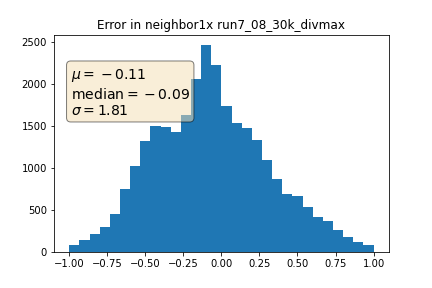 Error in neighbor1x run7_08_30k_divmax
2500
2000
1500
1000
500
0
μ = −0.11
median = −0.09
σ = 1.81
−1.00 −0.75 −0.50 −0.25 0.00 0.25 0.50 0.75 1.00